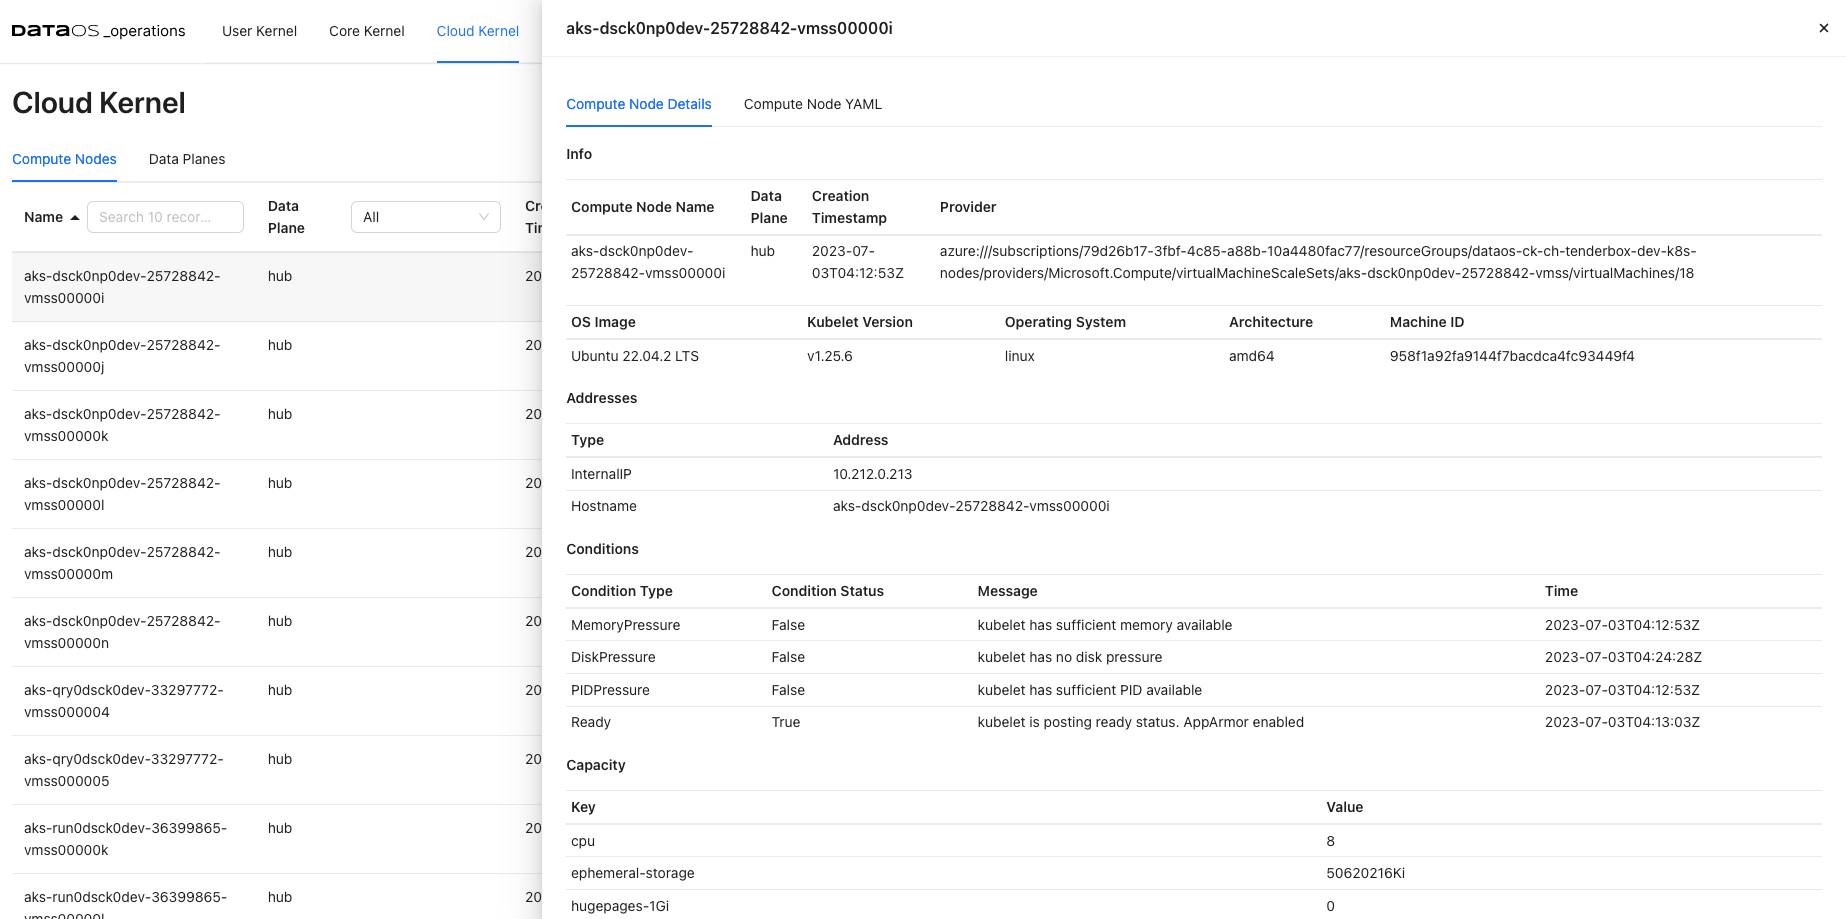 DATAOS _operations
User Kernel
Core Kernel
Cloud Kernel
Cloud Kernel
Compute Nodes
Data Planes
Name
Search 10 recor...
Data
Plane
All
aks-dsck0np0dev-25728842-
vmss00000i
hub
20
aks-dsck0np0dev-25728842-
vmss00000j
hub
20
aks-dsck0np0dev-25728842-
vmss00000k
hub
20
aks-dsck0np0dev-25728842-
vmss00000l
hub
20
aks-dsck0np0dev-25728842-
vmss00000m
hub
20
aks-dsck0np0dev-25728842-
vmss00000n
hub
20
aks-qry0dsck0dev-33297772-
vmss000004
hub
20
aks-qry0dsck0dev-33297772-
vmss000005
hub
20
aks-run0dsck0dev-36399865-
vmss00000k
hub
20
aks-run0dsck0dev-36399865-
hub
20
aks-dsck0np0dev-25728842-vmss00000i
Compute Node Details
Compute Node YAML
Info
Compute Node Name
Data
Plane
Creation
Timestamp
Provider
aks-dsck0np0dev-
25728842-vmss00000i
hub
2023-07-
03T04:12:53Z
azure:///subscriptions/79d26b17-3fbf-4c85-a88b-10a4480fac77/resourceGroups/dataos-ck-ch-tenderbox-dev-k8s-
nodes/providers/Microsoft.Compute/virtualMachineScaleSets/aks-dsck0np0dev-25728842-vmss/virtualMachines/18
OS Image
Kubelet Version
Operating System
Architecture
Machine ID
Ubuntu 22.04.2 LTS
v1.25.6
linux
amd64
958f1a92fa9144f7bacdca4fc93449f4
Addresses
Type
Address
InternalIP
10.212.0.213
Hostname
aks-dsck0np0dev-25728842-vmss00000i
Conditions
Condition Type
Condition Status
Message
Time
MemoryPressure
False
kubelet has sufficient memory available
2023-07-03T04:12:53Z
DiskPressure
False
kubelet has no disk pressure
2023-07-03T04:24:28Z
PIDPressure
False
kubelet has sufficient PID available
2023-07-03T04:12:53Z
Ready
True
kubelet is posting ready status. AppArmor enabled
2023-07-03T04:13:03Z
Capacity
Key
Value
cpu
8
ephemeral-storage
50620216Ki
hugepages-1Gi
0